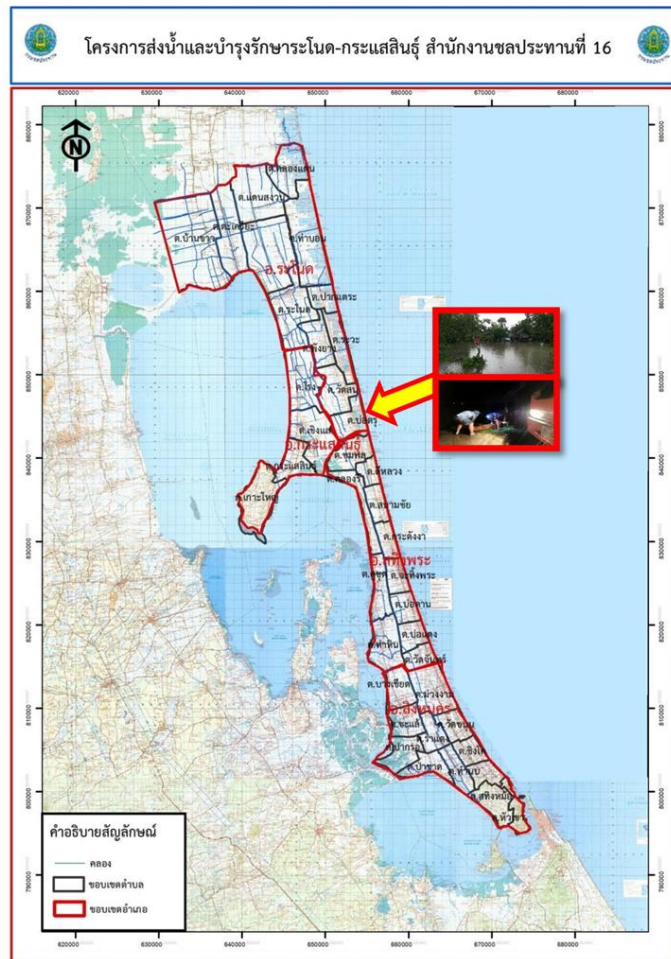 โครงการส่งน้ำและบำรุงรักษาระโนด-กระแสสินธุ์ สำนักงานชลประทานที่ 16
620000 630000 640000 650000 660000 670000 680000
N
880000
870000
860000
850000
840000
830000
820000
810000
800000
790000
ต.คลองแดน
ต.แดนสงวน
ต.ตะเครียะ
ต.บ้านขาว
ต.ท่าบอน
อ.ระโนด
ต.ปากแตระ
ต.ระโนด
ต.ระวะ
ต.พังยาง
ต.โรง
ต.วัดสน
ต.บ่อตรุ
ต.เชิงแส
อ.กระแสสินธุ์
ต.ชุมพล
ต.กระแสสินธุ์
ต.ดีหลวง
ต.คลองรี
ต.เกาะใหญ่
ต.สนามชัย
ต.กระดังงา
อ.สทิงพระ
ต.คูขุด
ต.จะทิ้งพระ
ต.บ่อดาน
ต.บ่อแดง
ต.ท่าหิน
ต.วัดจันทร์
ต.บางเขียด
ต.ม่วงงาม
อ.สิงหนคร
ต.วัดขนุน
ต.ชะแล้
ต.รำแดง
ต.ปากรอ
ต.ชิงโค
ต.ป่าขาด
ต.ทำนบ
ต.สทิงหม้อ
ต.หัวเขา
คำอธิบายสัญลักษณ์
คลอง
ขอบเขตตำบล
ขอบเขตอำเภอ
620000 630000 640000 650000 660000 670000 680000